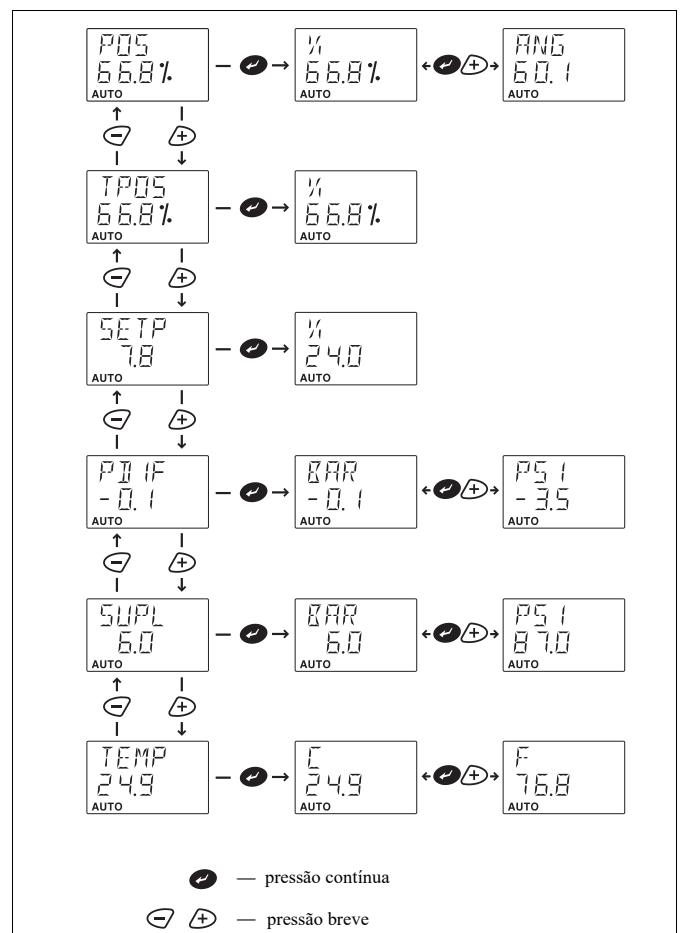 POS
66.8%
AUTO
%
66.8%
AUTO
ANG
60.1
AUTO
TPOS
66.8%
AUTO
%
66.8%
AUTO
SETP
7.8
AUTO
%
24.0
AUTO
PDIF
-0.1
AUTO
BAR
-0.1
AUTO
PSI
-3.5
AUTO
SUPL
6.0
AUTO
BAR
6.0
AUTO
PSI
87.0
AUTO
TEMP
24.9
AUTO
C
24.9
AUTO
F
76.8
AUTO
— pressão contínua
— pressão breve